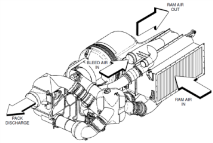 RAM AIR
OUT
BLEED AIR
IN
RAM AIR
IN
PACK
DISCHARGE